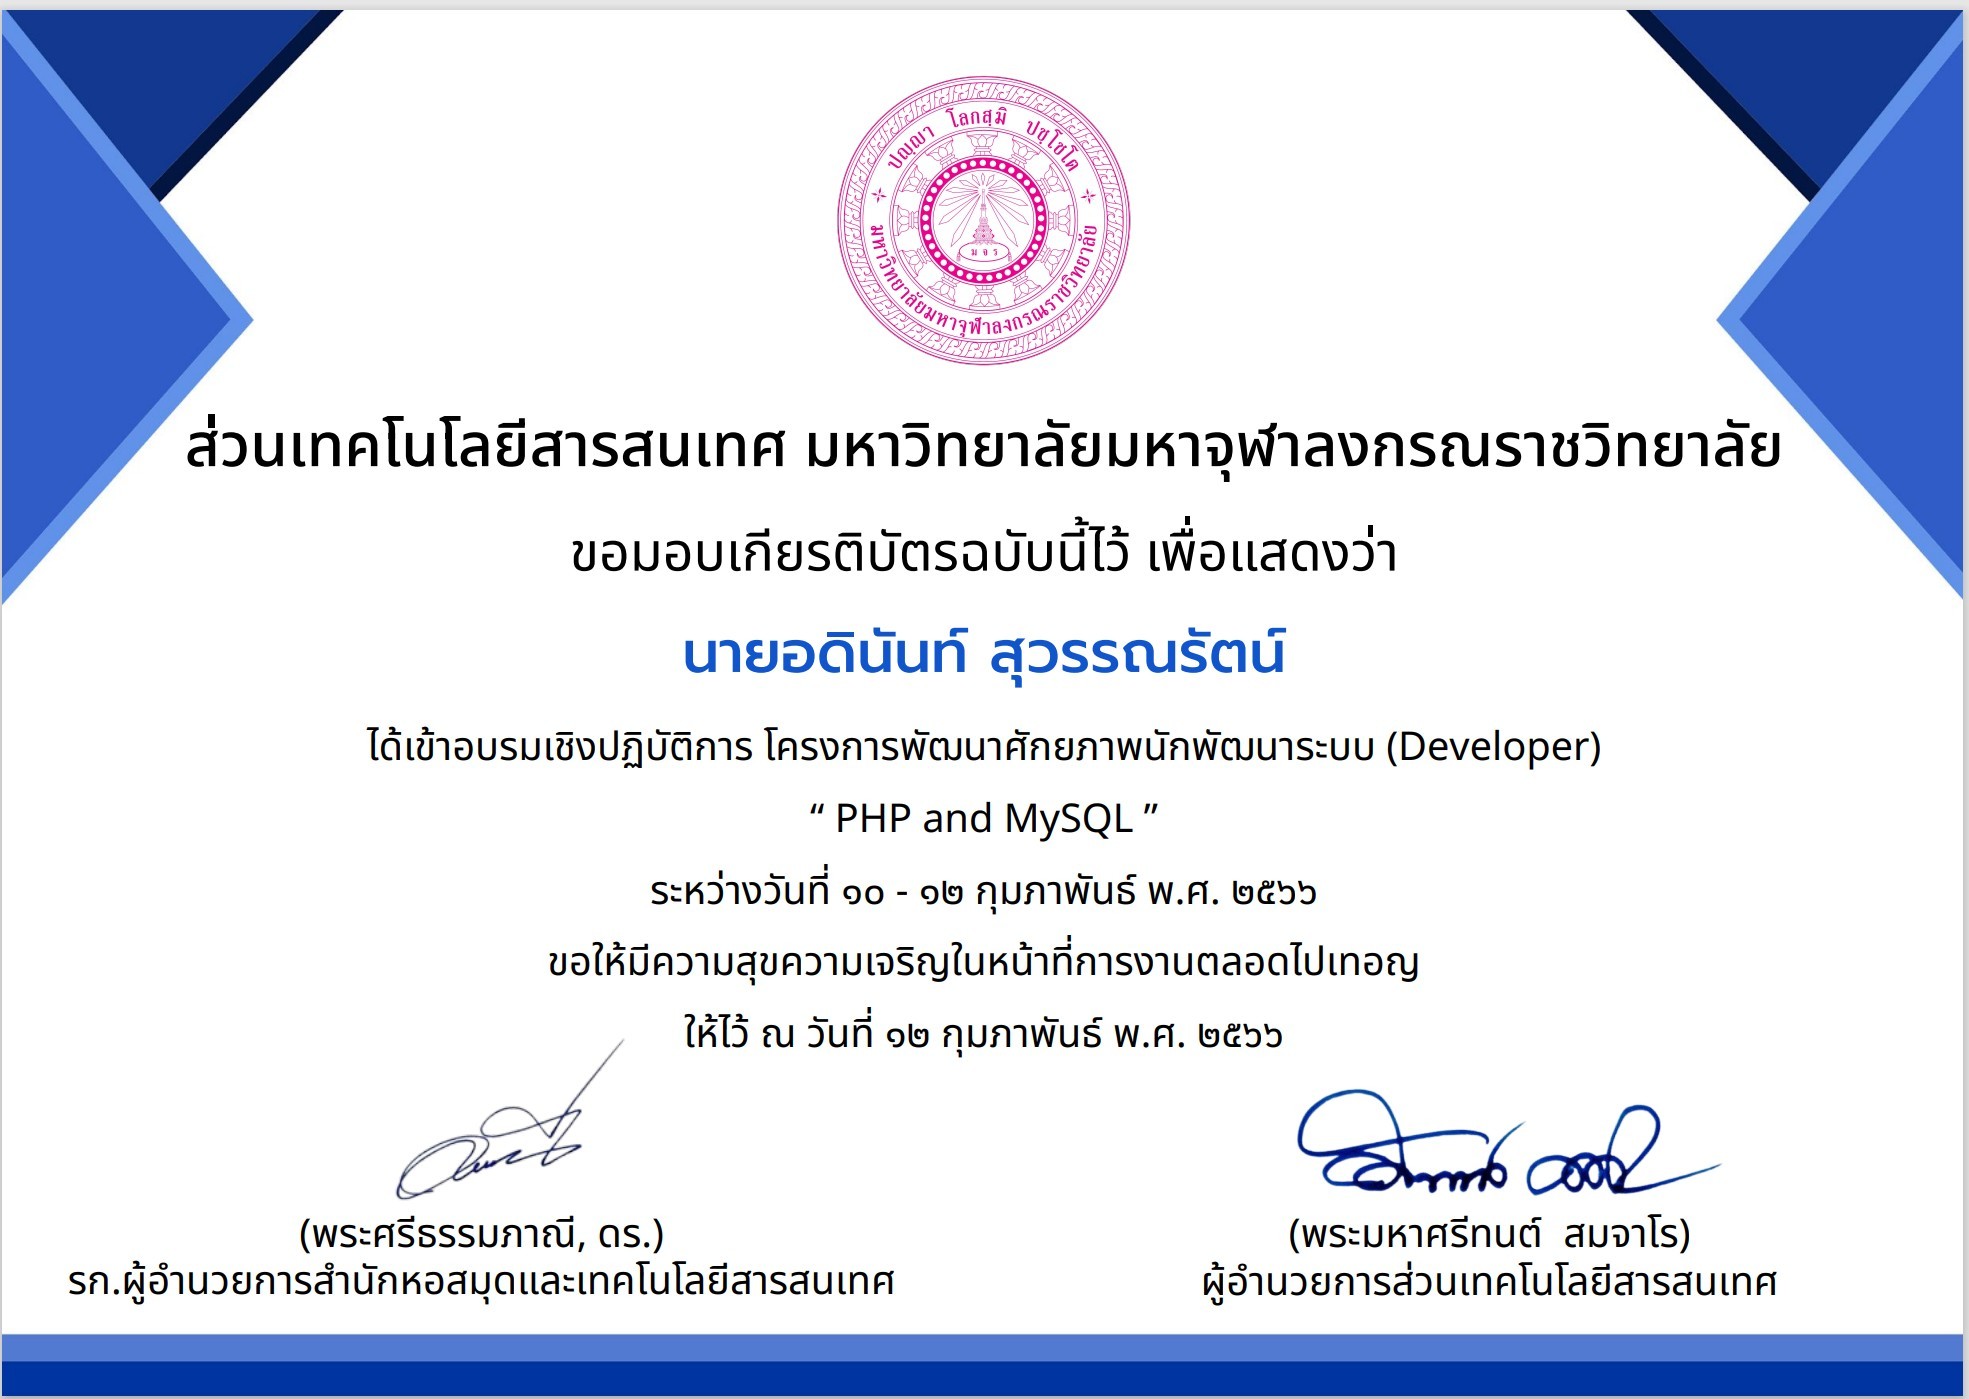 ปญฺญา โลกสฺมิ ปชฺโชโต
ม จ ร
มหาวิทยาลัยมหาจุฬาลงกรณราชวิทยาลัย
ส่วนเทคโนโลยีสารสนเทศ มหาวิทยาลัยมหาจุฬาลงกรณราชวิทยาลัย
ขอมอบเกียรติบัตรฉบับนี้ไว้ เพื่อแสดงว่า
นายอดินันท์ สุวรรณรัตน์
ได้เข้าอบรมเชิงปฏิบัติการ โครงการพัฒนาศักยภาพนักพัฒนาระบบ (Developer)
“ PHP and MySQL ”
ระหว่างวันที่ ๑๐ - ๑๒ กุมภาพันธ์ พ.ศ. ๒๕๖๖
ขอให้มีความสุขความเจริญในหน้าที่การงานตลอดไปเทอญ
ให้ไว้ ณ วันที่ ๑๒ กุมภาพันธ์ พ.ศ. ๒๕๖๖
(พระศรีธรรมภาณี, ดร.)
รก.ผู้อำนวยการสำนักหอสมุดและเทคโนโลยีสารสนเทศ
(พระมหาศรีทนต์ สมจาโร)
ผู้อำนวยการส่วนเทคโนโลยีสารสนเทศ